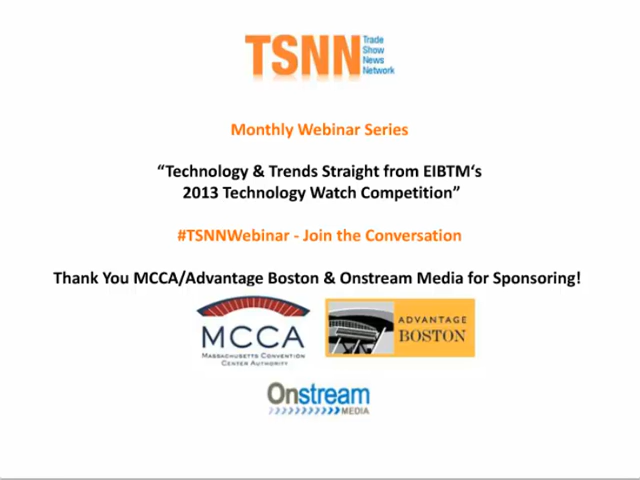 TSNN Trade
Show
News
Network
Monthly Webinar Series
“Technology & Trends Straight from EIBTM‘s
2013 Technology Watch Competition”
#TSNNWebinar - Join the Conversation
Thank You MCCA/Advantage Boston & Onstream Media for Sponsoring!
MCCA
MASSACHUSETTS CONVENTION
CENTER AUTHORITY
ADVANTAGE
BOSTON
Onstream
MEDIA